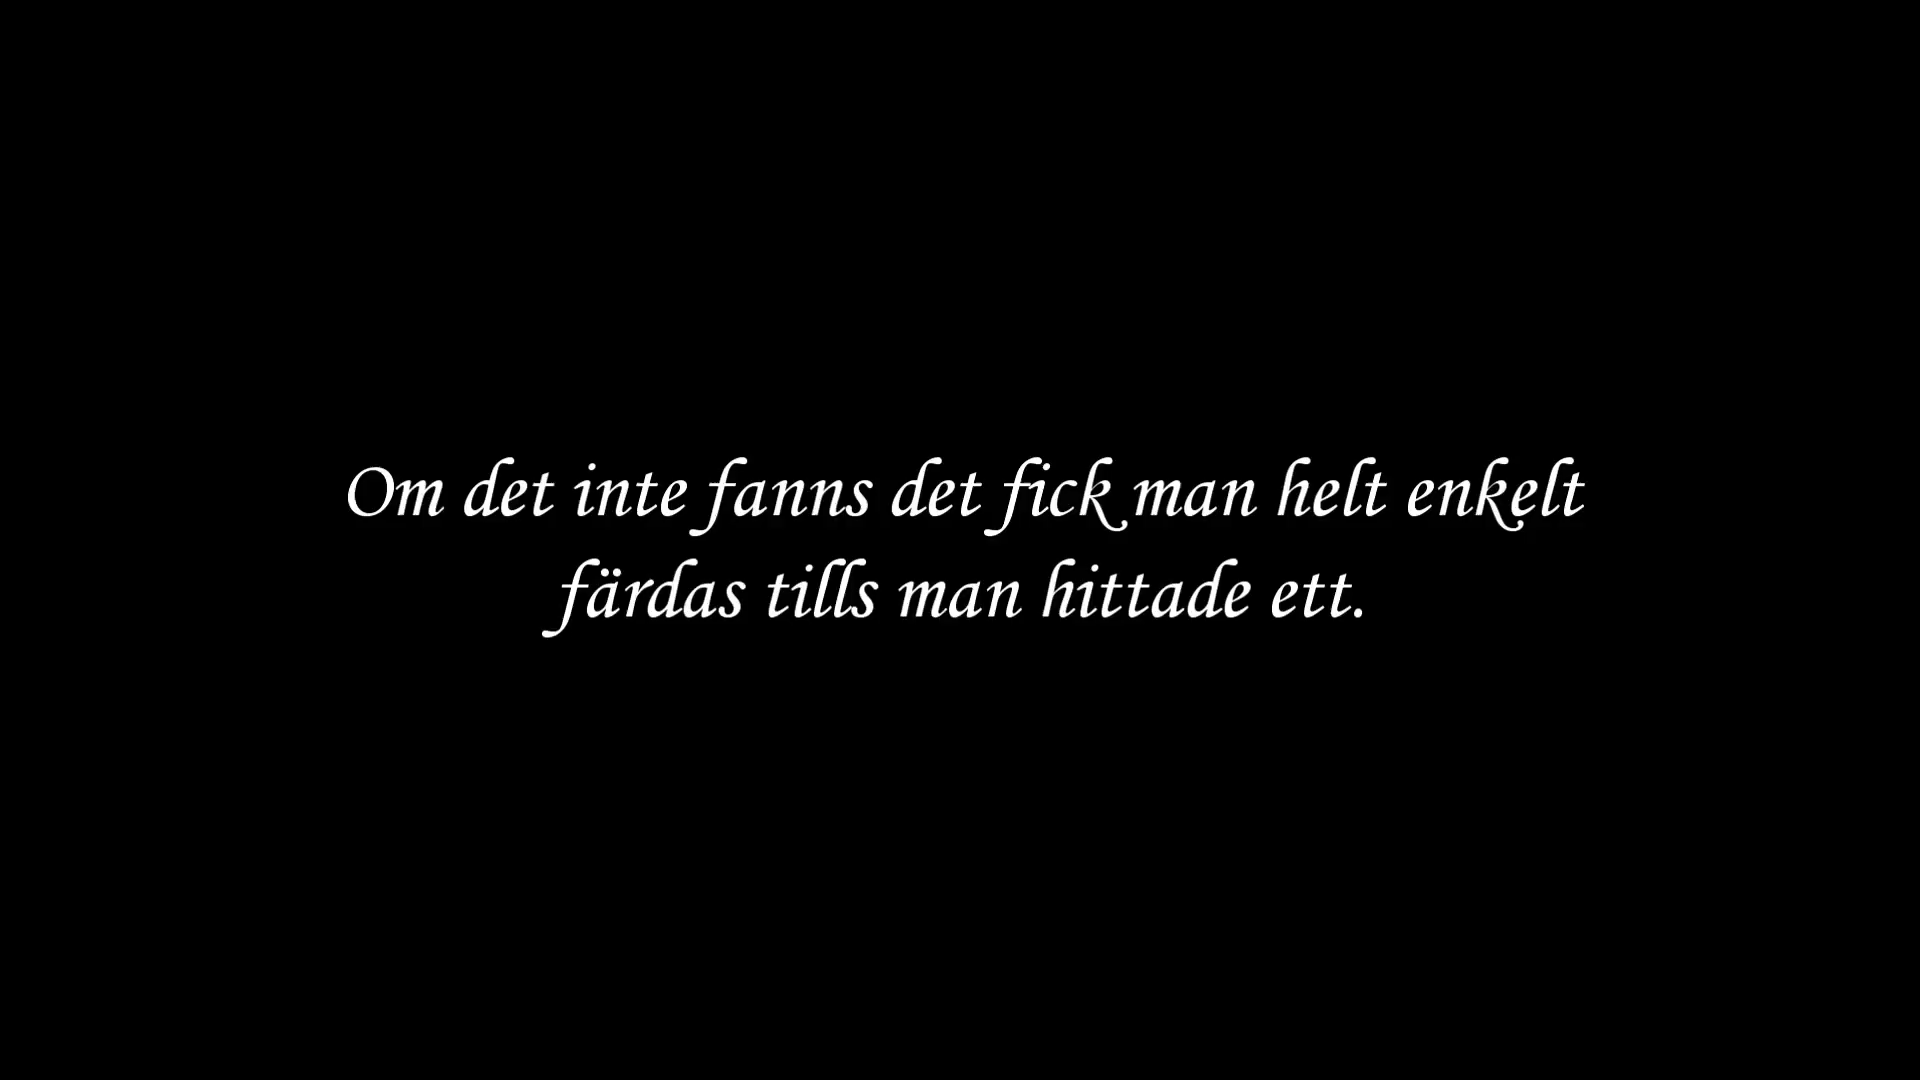 Om det inte fanns det fick man helt enkelt
färdas tills man hittade ett.